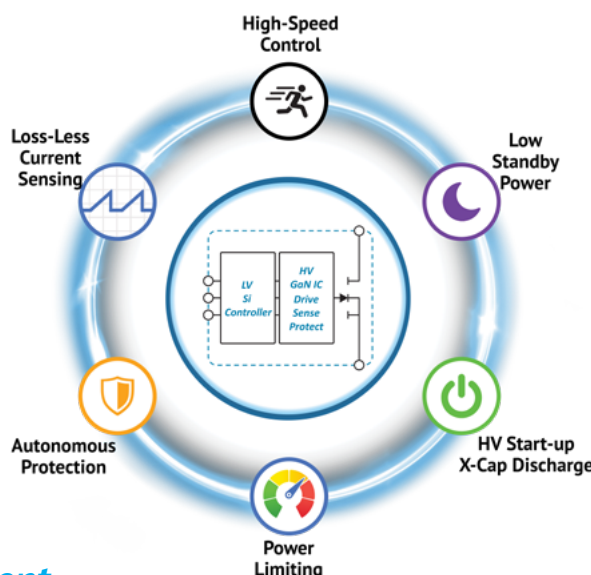 High-Speed
Control
Loss-Less
Current
Sensing
Low
Standby
Power
LV
Si
Controller
HV
GaN IC
Drive
Sense
Protect
Autonomous
Protection
HV Start-up
X-Cap Discharge
Power
Limiting